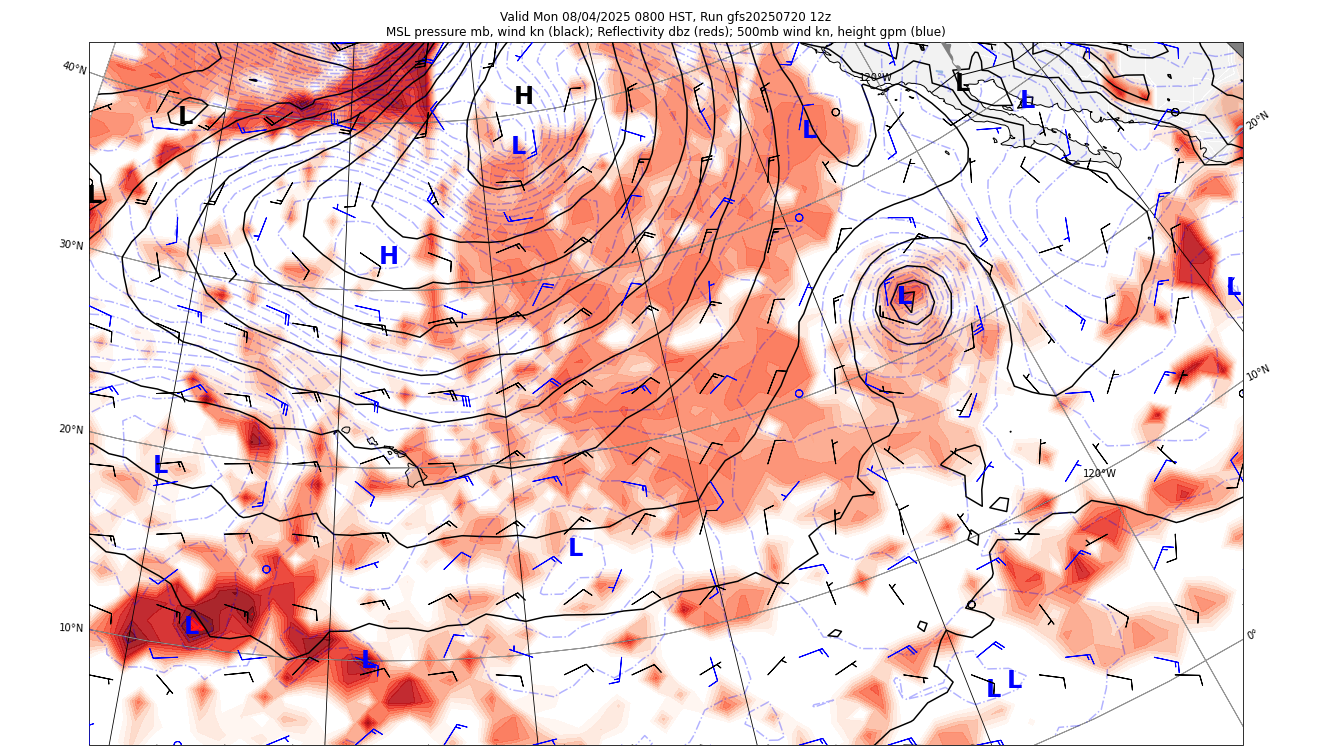 Valid Mon 08/04/2025 0800 HST, Run gfs20250720 12z
MSL pressure mb, wind kn (black); Reflectivity dbz (reds); 500mb wind kn, height gpm (blue)
40°N
120°W
L
L
H
L
L
L
20°N
L
30°N
H
L
L
10°N
20°N
L
120°W
L
10°N
L
0°
L
L
L